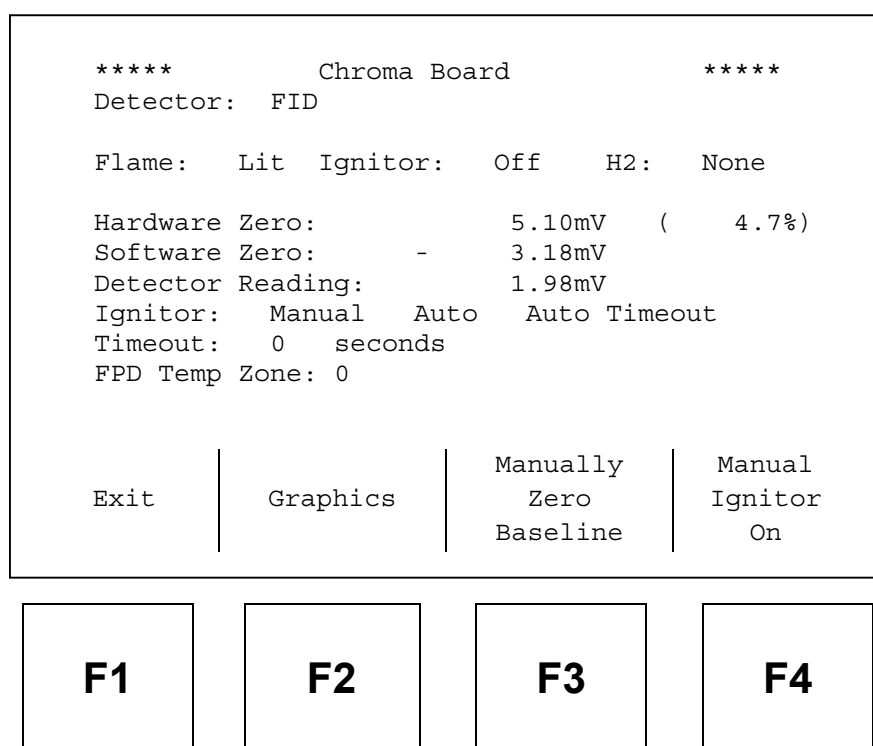 ***** Chroma Board *****
Detector: FID
Flame: Lit Ignitor: Off H2: None
Hardware Zero: 5.10mV ( 4.7%)
Software Zero: - 3.18mV
Detector Reading: 1.98mV
Ignitor: Manual Auto Auto Timeout
Timeout: 0 seconds
FPD Temp Zone: 0
Manually Manual
Exit Graphics Zero Ignitor
Baseline On
F1 F2 F3 F4